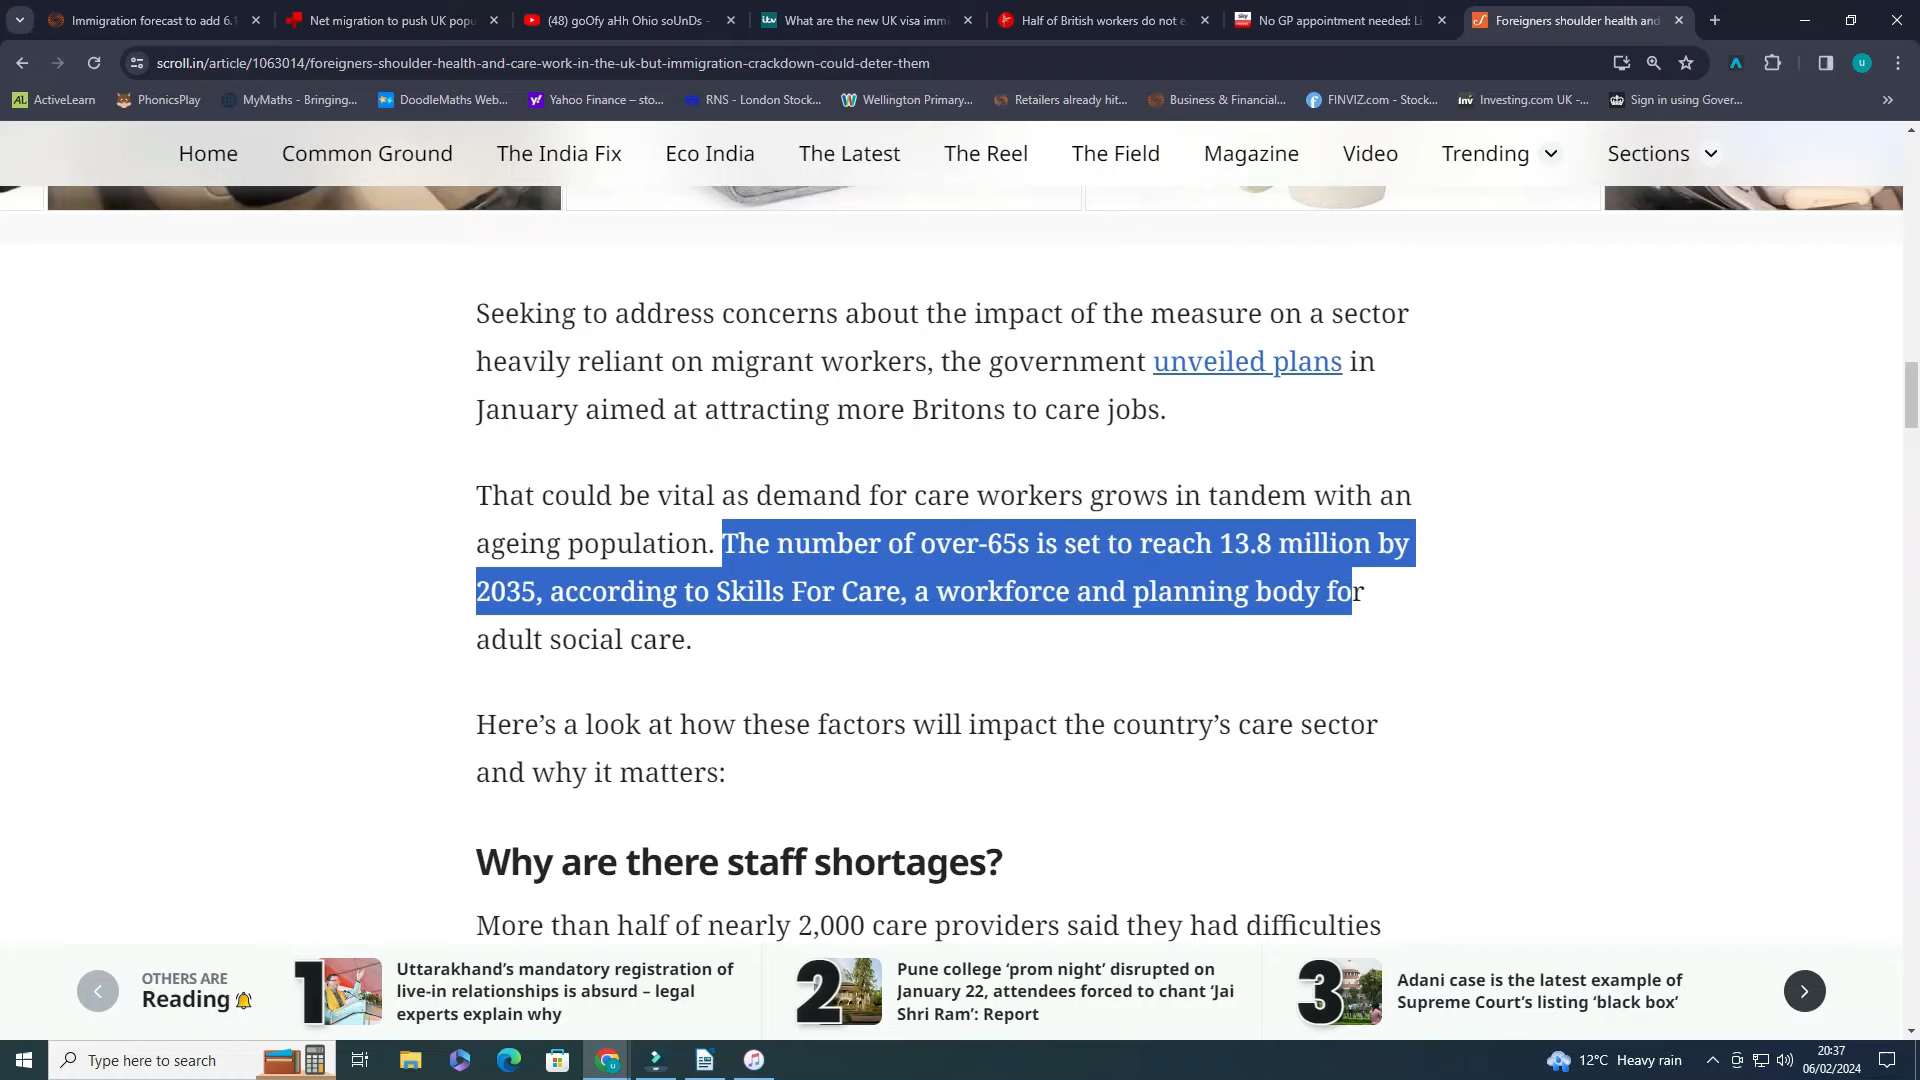 Immigration forecast to add 6.1
Net migration to push UK popu
(48) goOfy aHh Ohio soUnDs -
What are the new UK visa immi
Half of British workers do not e
No GP appointment needed: Li
Foreigners shoulder health and
scroll.in/article/1063014/foreigners-shoulder-health-and-care-work-in-the-uk-but-immigration-crackdown-could-deter-them
ActiveLearn
PhonicsPlay
MyMaths - Bringing...
DoodleMaths Web...
Yahoo Finance – sto...
RNS - London Stock...
Wellington Primary...
Retailers already hit...
Business & Financial...
FINVIZ.com - Stock...
Investing.com UK -...
Sign in using Gover...
Home Common Ground The India Fix Eco India The Latest The Reel The Field Magazine Video Trending Sections
Seeking to address concerns about the impact of the measure on a sector
heavily reliant on migrant workers, the government unveiled plans in
January aimed at attracting more Britons to care jobs.
That could be vital as demand for care workers grows in tandem with an
ageing population. The number of over-65s is set to reach 13.8 million by
2035, according to Skills For Care, a workforce and planning body for
adult social care.
Here’s a look at how these factors will impact the country’s care sector
and why it matters:
Why are there staff shortages?
More than half of nearly 2,000 care providers said they had difficulties
OTHERS ARE
Reading
1
Uttarakhand’s mandatory registration of
live-in relationships is absurd – legal
experts explain why
2
Pune college ‘prom night’ disrupted on
January 22, attendees forced to chant ‘Jai
Shri Ram’: Report
3
Adani case is the latest example of
Supreme Court’s listing ‘black box’
Type here to search
12°C Heavy rain
20:37
06/02/2024